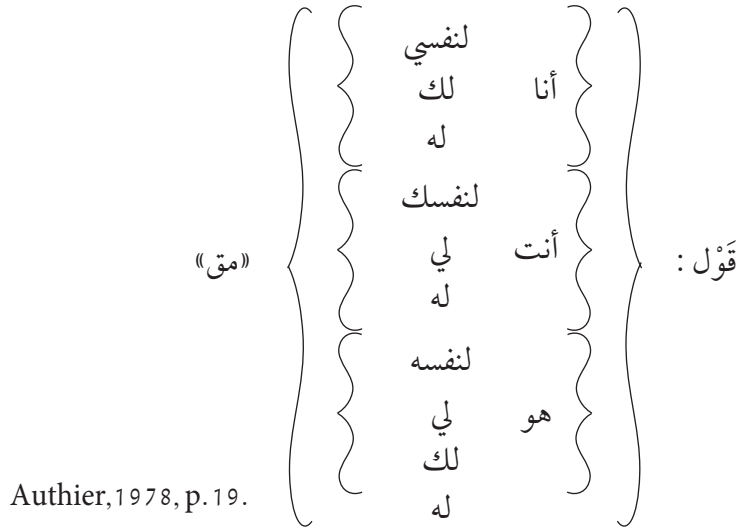 لنفسي
أنا لك
له
لنفسك
قَوْل : أنت لي «مق»
له
لنفسه
هو لي
لك
له
Authier,1978, p.19.